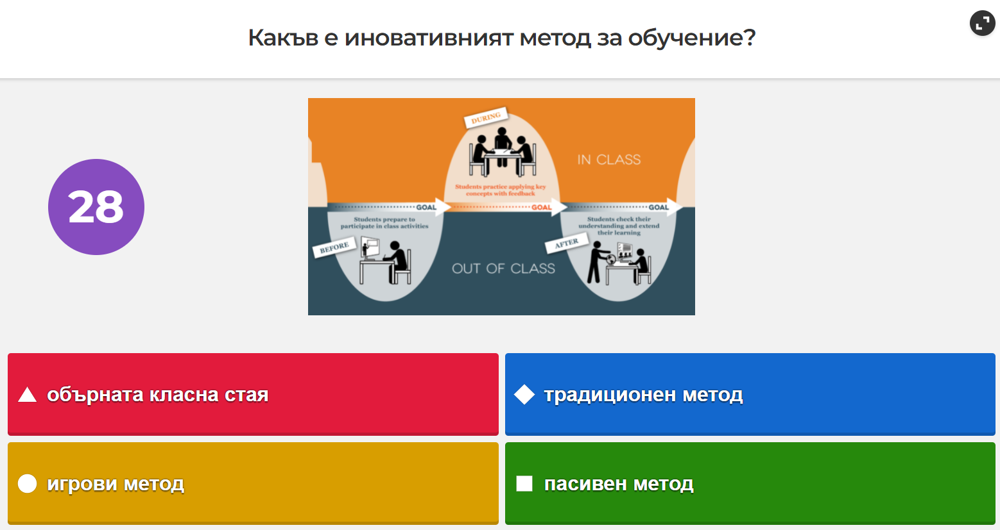 Какъв е иновативният метод за обучение?
28
DURING
IN CLASS
Students practice applying key
concepts with feedback
GOAL
GOAL
GOAL
Students prepare to
participate in class activities
BEFORE
Students check their
understanding and extend
their learning
AFTER
OUT OF CLASS
обърната класна стая
традиционен метод
игрови метод
пасивен метод